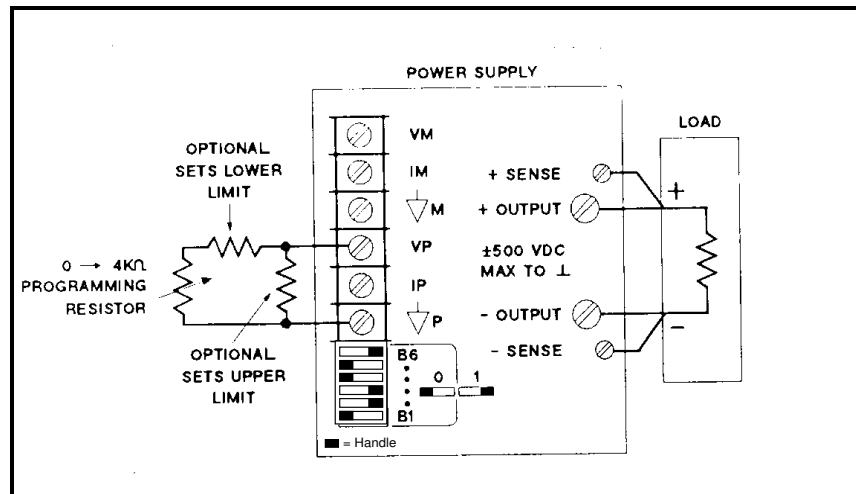 POWER SUPPLY
LOAD
OPTIONAL
SETS LOWER
LIMIT
VM
IM
M
VP
IP
P
+ SENSE
+ OUTPUT
±500 VDC
MAX TO ⊥
- OUTPUT
- SENSE
+
-
0 → 4KΩ
PROGRAMMING
RESISTOR
OPTIONAL
SETS UPPER
LIMIT
B6
0 1
B1
= Handle